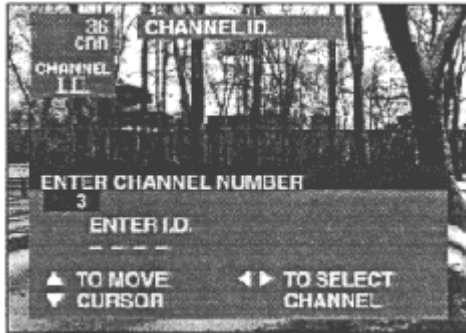 36
CNN
CHANNEL
I.D.
CHANNEL I.D.
ENTER CHANNEL NUMBER
3
ENTER I.D.
_ _ _ _
▲ TO MOVE
▼ CURSOR
◀ ▶ TO SELECT
CHANNEL